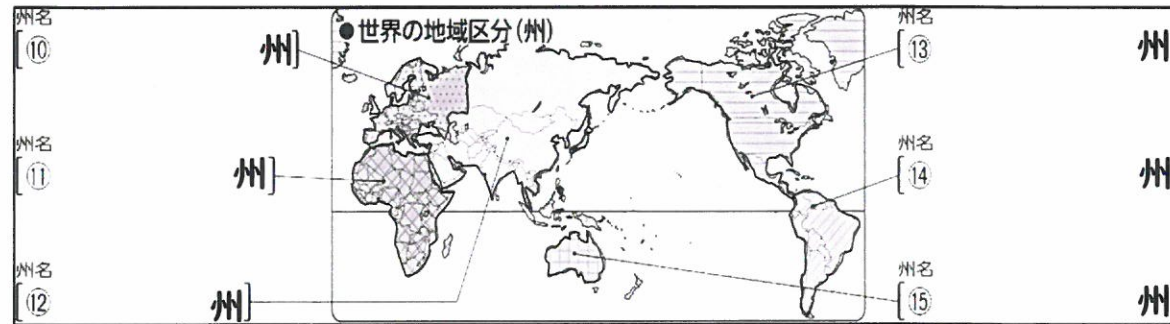 州名
⑩ 州
州名
⑪ 州
州名
⑫ 州
●世界の地域区分(州)
州名
⑬ 州
州名
⑭ 州
州名
⑮ 州